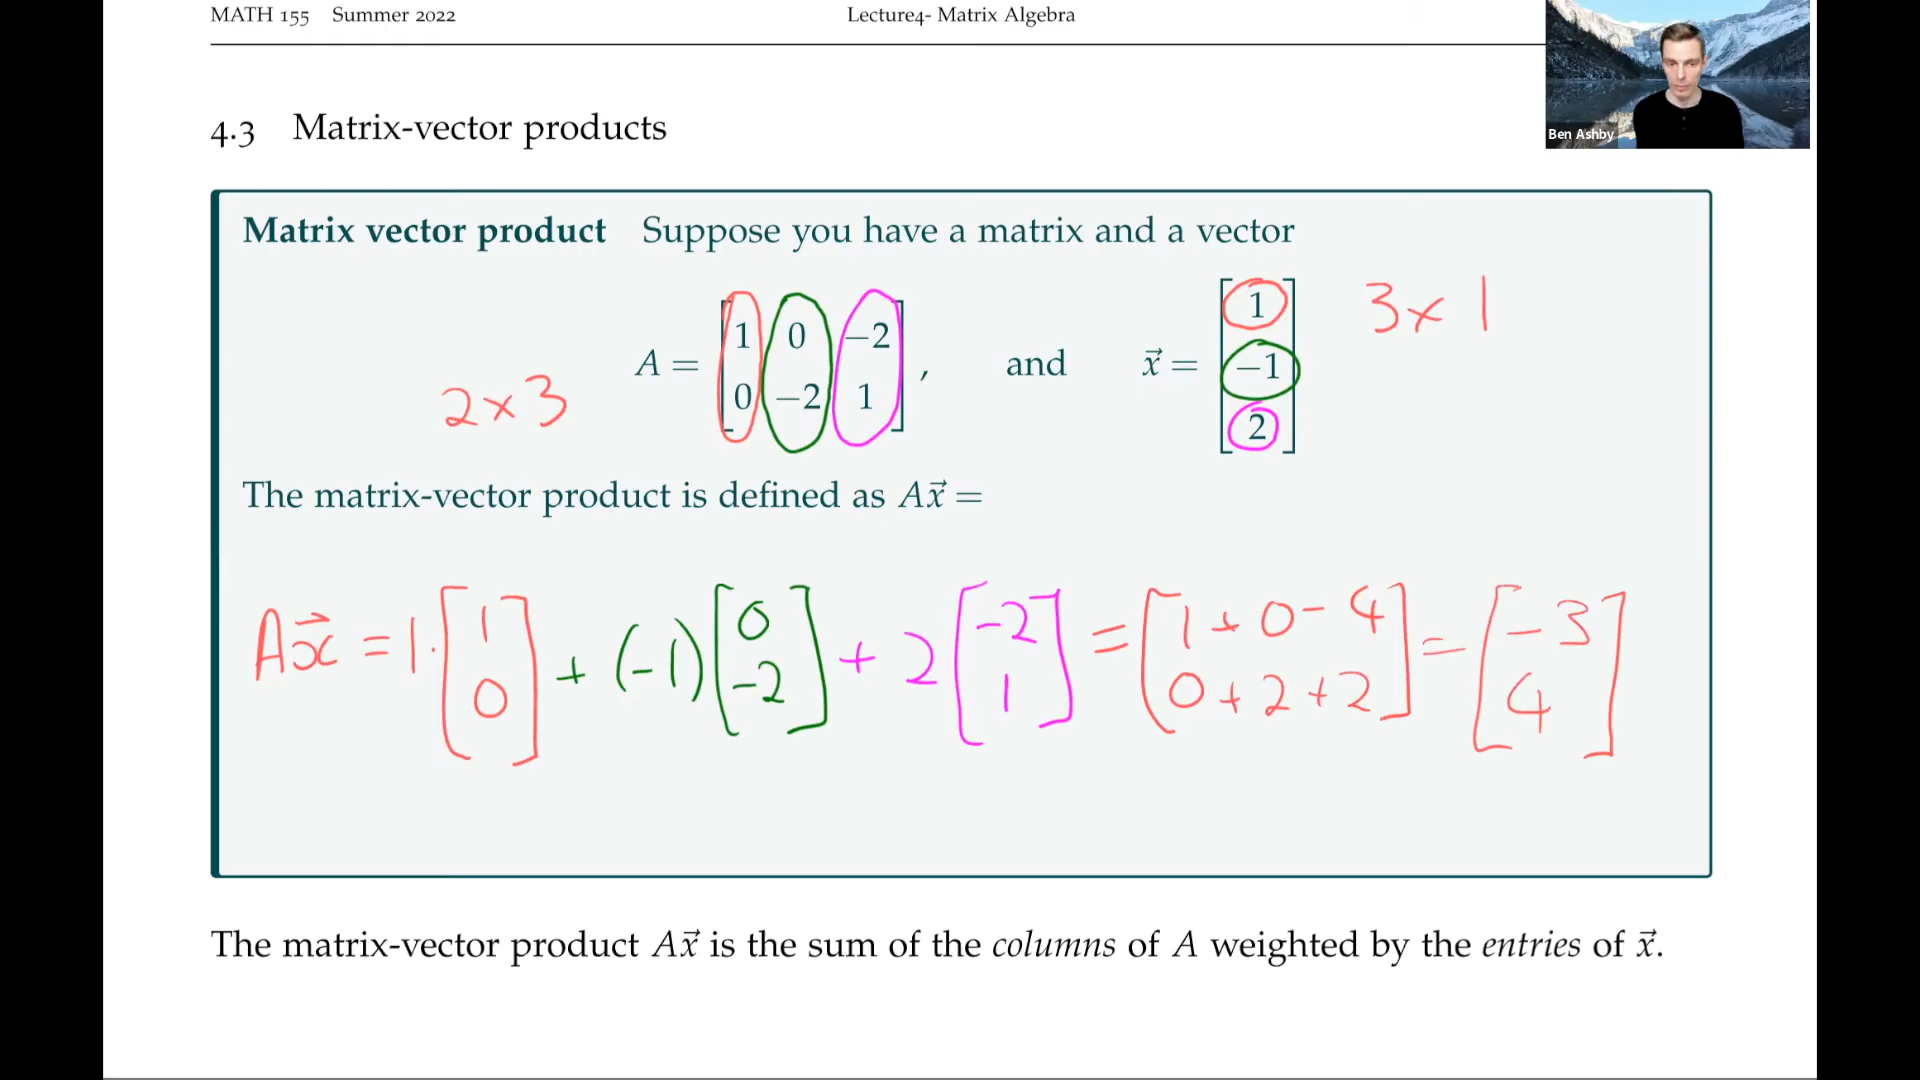 MATH 155 Summer 2022 Lecture4- Matrix Algebra
Ben Ashby
4.3 Matrix-vector products
Matrix vector product Suppose you have a matrix and a vector
A = [1 0 −2; 0 −2 1], and x⃗ = [1; −1; 2]
2×3
3×1
The matrix-vector product is defined as Ax⃗ =
Ax⃗ = 1·[1; 0] + (-1)[0; -2] + 2[-2; 1] = [1+0-4; 0+2+2] = [-3; 4]
The matrix-vector product Ax⃗ is the sum of the columns of A weighted by the entries of x⃗.